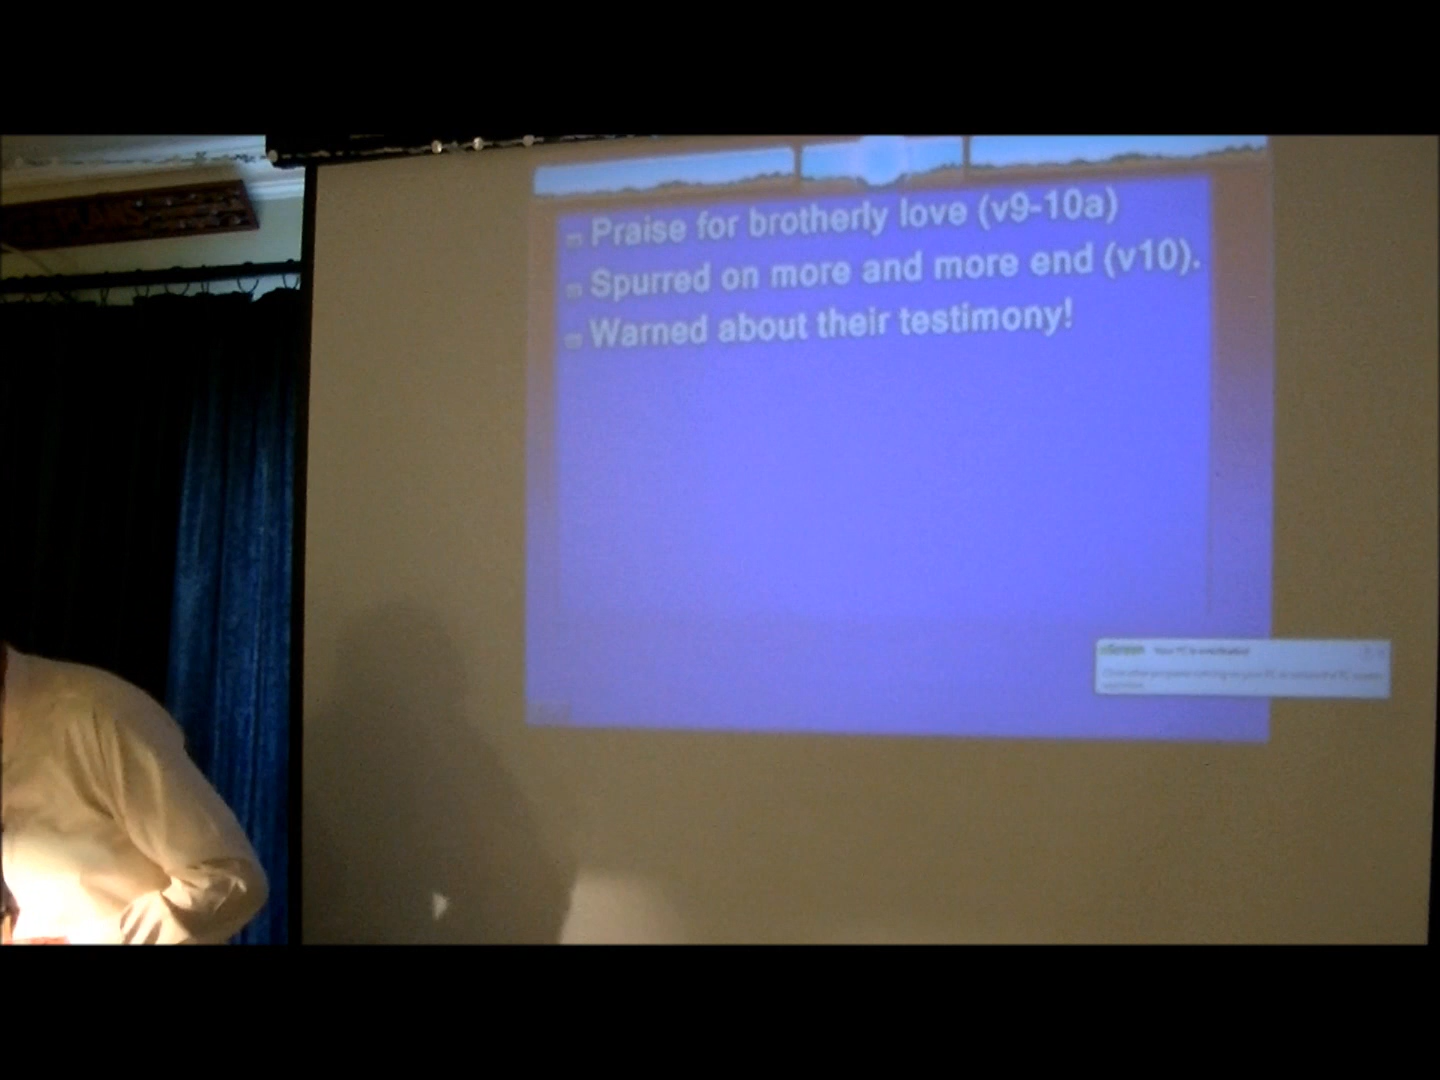 Praise for brotherly love (v9-10a)
Spurred on more and more end (v10).
Warned about their testimony!